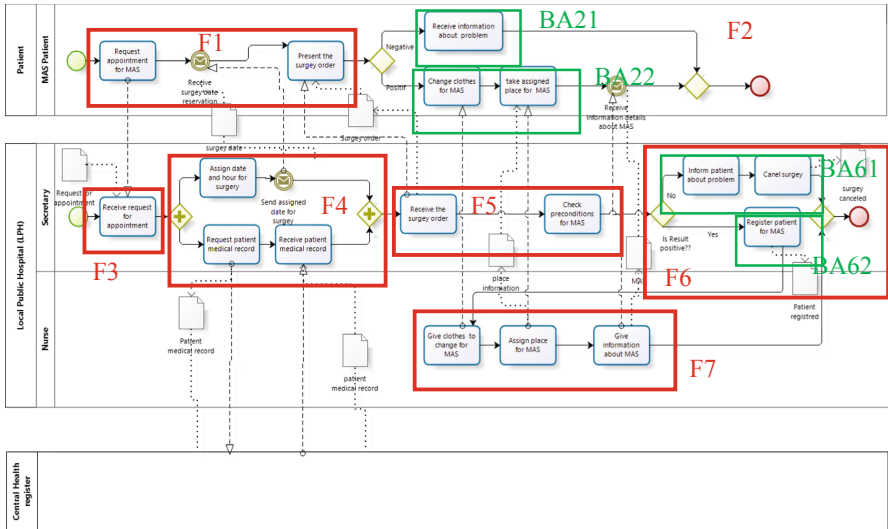 Patient
MAS Patient
Request
appointment
for MAS
F1
Receive
surgey date
reservation
Present the
surgey order
Negative
Positif
Receive information
about problem
BA21
F2
Change clothes
for MAS
take assigned
place for MAS
BA22
Receive
information details
about MAS
surgey date
Surgey order
Local Public Hospital (LPH)
Secretary
Request for
appointment
Receive request for
appointment
F3
Assign date
and hour for
surgery
Send assigned
date for
surgey
F4
Request patient
medical record
Receive patient
medical record
Receive the
surgey order
F5
Check
preconditions
for MAS
No
Yes
Is Result
positive??
Inform patient
about problem
Canel surgey
BA61
surgey
canceled
Register patient
for MAS
BA62
F6
Patient
registred
place
information
MAS
Nurse
Patient
medical record
patient
medical record
Give clothes to
change for
MAS
Assign place
for MAS
Give
information
about MAS
F7
Central Health
register